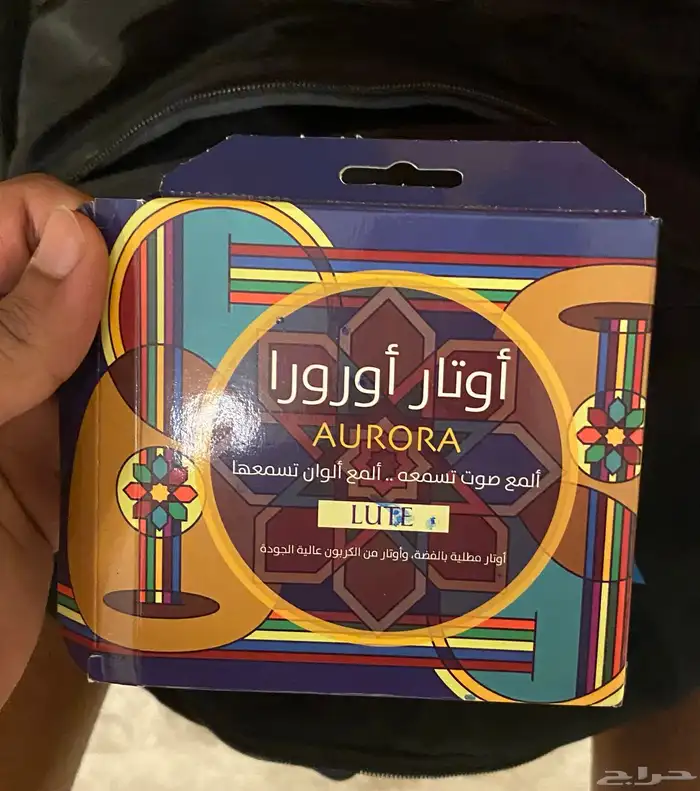 أوتار أورورا
AURORA
ألمع صوت تسمعه .. ألمع ألوان تسمعها
LUTE
أوتار مطلية بالفضة، وأوتار من الكربون عالية الجودة
حراج